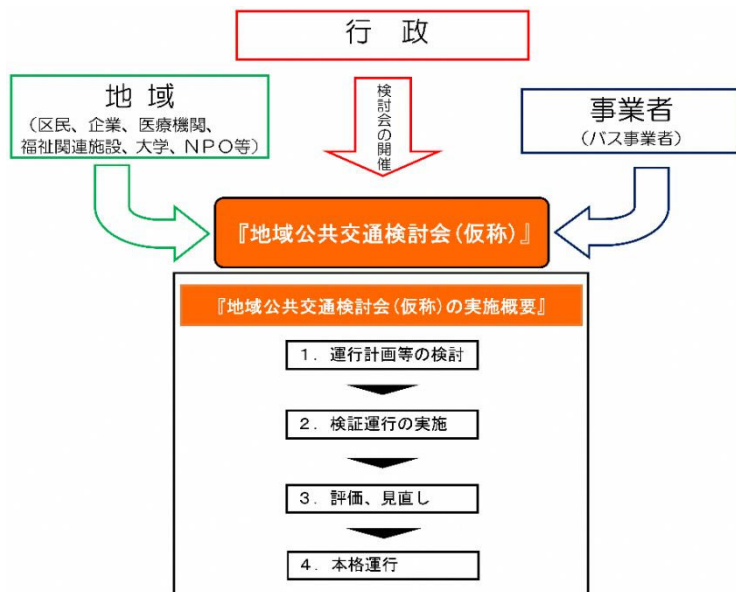 行　政
地 域
（区民、企業、医療機関、
福祉関連施設、大学、ＮＰＯ等）
検討会の開催
事業者
（バス事業者）
『地域公共交通検討会(仮称)』
『地域公共交通検討会(仮称)の実施概要』
１．運行計画等の検討
２．検証運行の実施
３．評価、見直し
４．本格運行